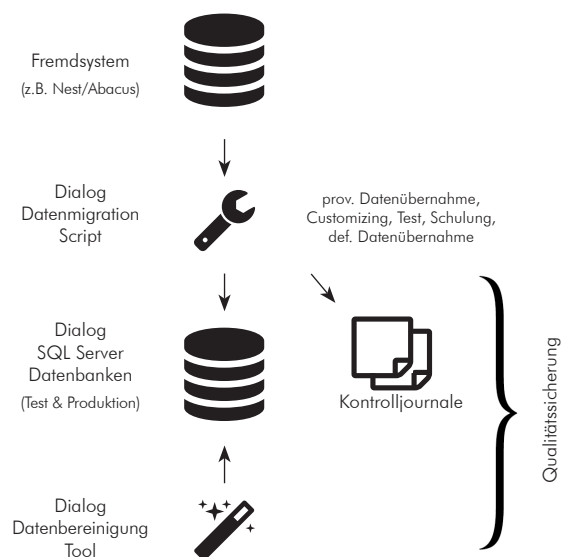 Fremdsystem
(z.B. Nest/Abacus)
Dialog
Datenmigration
Script
prov. Datenübernahme,
Customizing, Test, Schulung,
def. Datenübernahme
Dialog
SQL Server
Datenbanken
(Test & Produktion)
Kontrolljournale
Qualitätssicherung
Dialog
Datenbereinigung
Tool